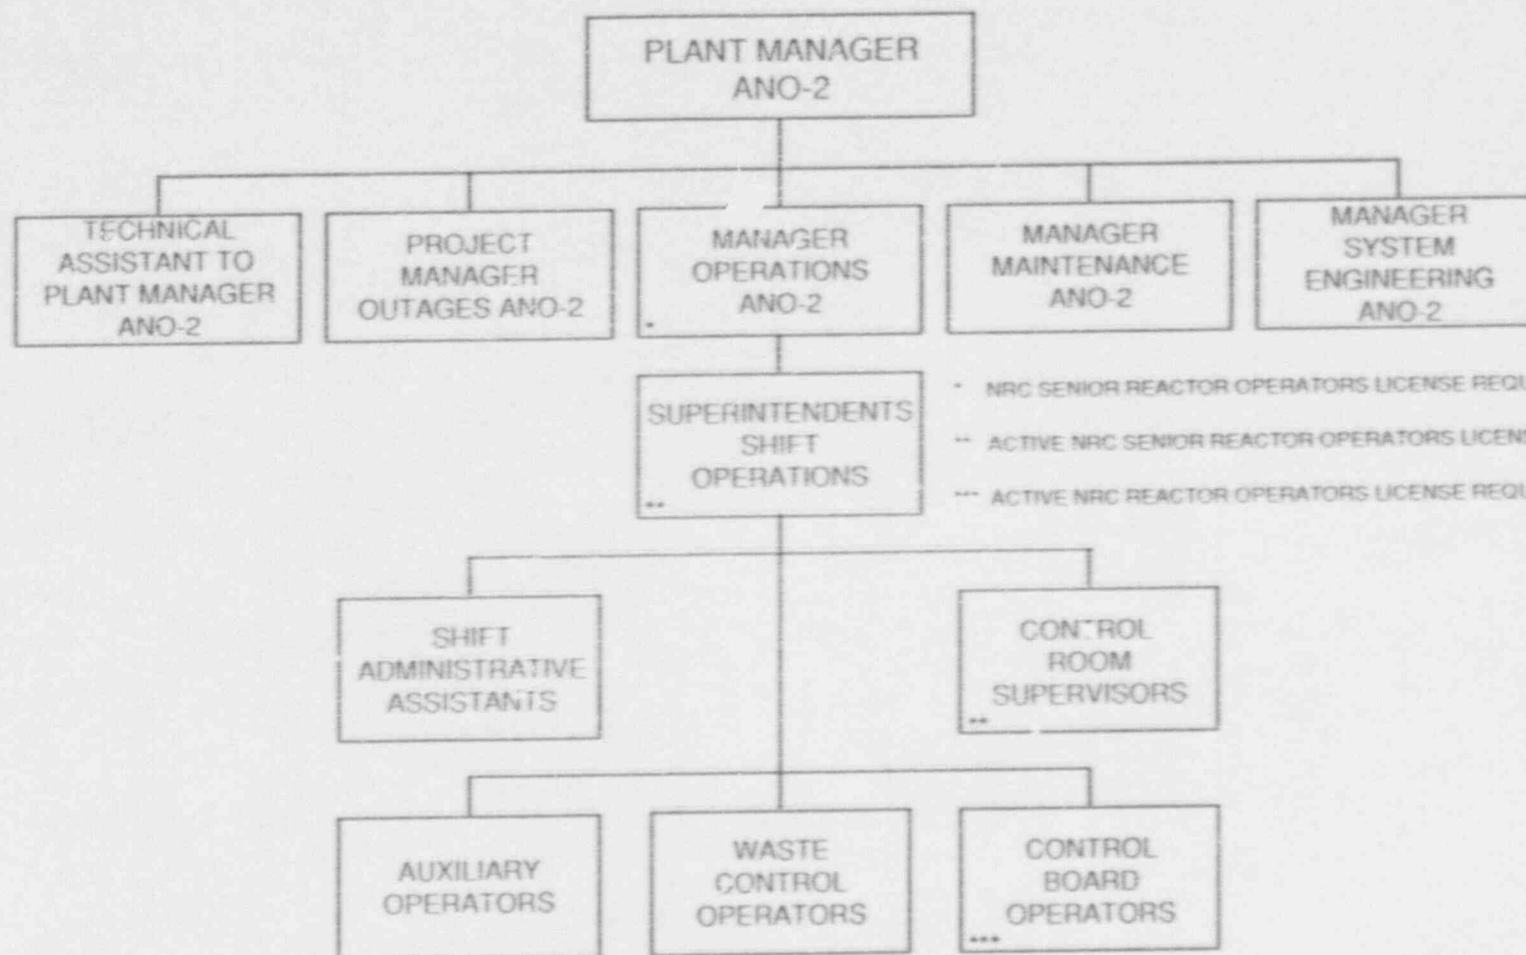 PLANT MANAGER
ANO-2
TECHNICAL
ASSISTANT TO
PLANT MANAGER
ANO-2
PROJECT
MANAGER
OUTAGES ANO-2
MANAGER
OPERATIONS
ANO-2
*
MANAGER
MAINTENANCE
ANO-2
MANAGER
SYSTEM
ENGINEERING
ANO-2
SUPERINTENDENTS
SHIFT
OPERATIONS
**
* NRC SENIOR REACTOR OPERATORS LICENSE REQU
** ACTIVE NRC SENIOR REACTOR OPERATORS LICENS
*** ACTIVE NRC REACTOR OPERATORS LICENSE REQU
SHIFT
ADMINISTRATIVE
ASSISTANTS
CONTROL
ROOM
SUPERVISORS
**
AUXILIARY
OPERATORS
WASTE
CONTROL
OPERATORS
CONTROL
BOARD
OPERATORS
***